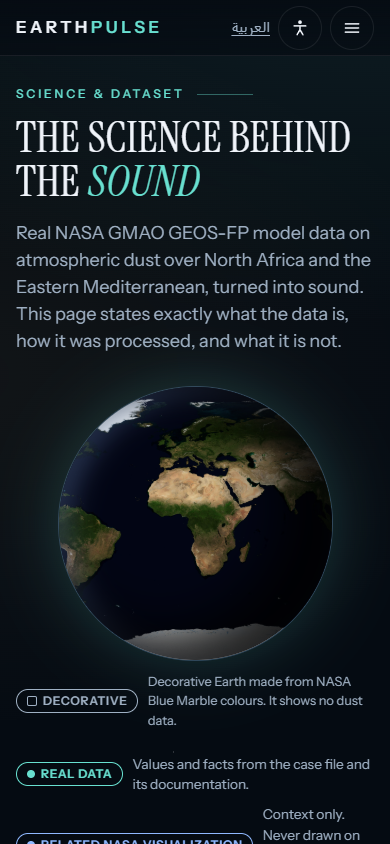 EARTHPULSE
العربية
SCIENCE & DATASET
THE SCIENCE BEHIND
THE SOUND
Real NASA GMAO GEOS-FP model data on
atmospheric dust over North Africa and the
Eastern Mediterranean, turned into sound.
This page states exactly what the data is,
how it was processed, and what it is not.
DECORATIVE
Decorative Earth made from NASA
Blue Marble colours. It shows no dust
data.
REAL DATA
Values and facts from the case file and
its documentation.
RELATED NASA VISUALIZATION
Context only.
Never drawn on